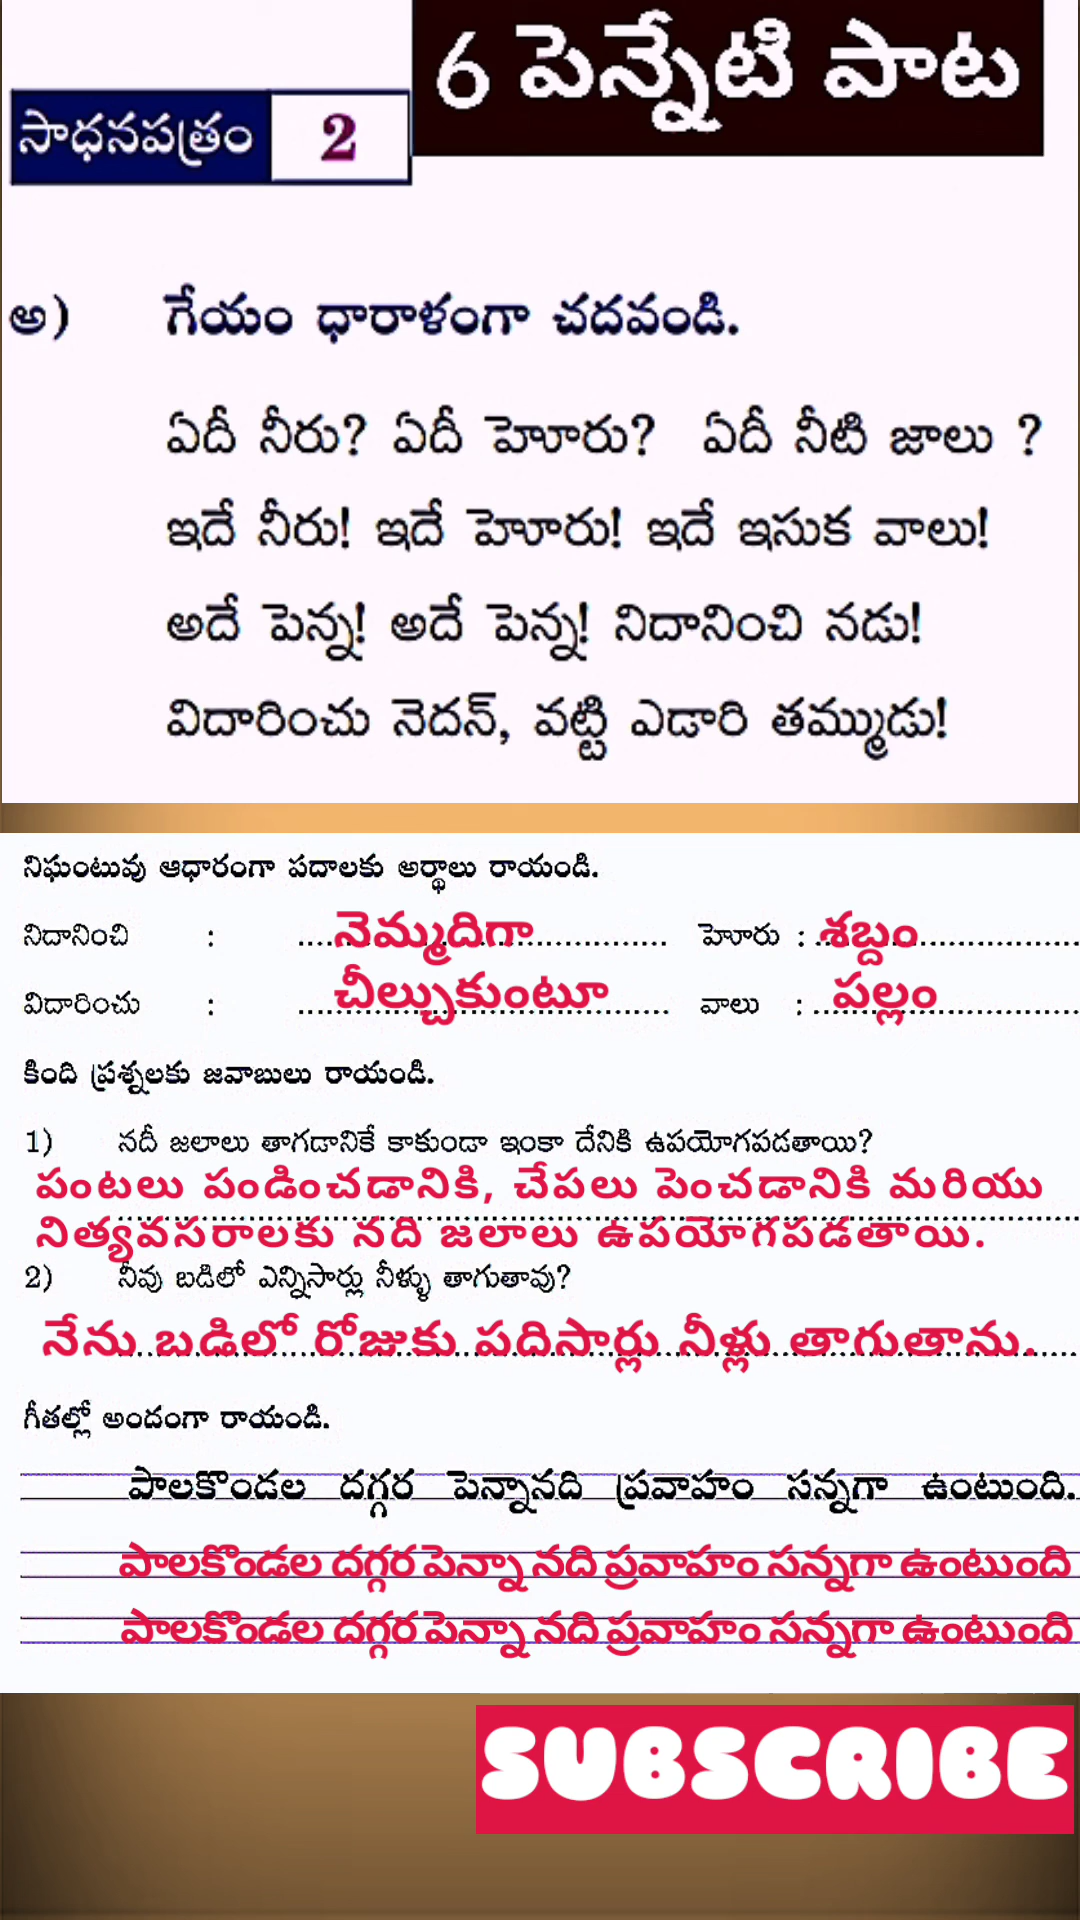 6 పెన్నేటి పాట
సాధనపత్రం 2
అ) గేయం ధారాళంగా చదవండి.
ఏదీ నీరు? ఏదీ హెూరు? ఏదీ నీటి జాలు ?
ఇదే నీరు! ఇదే హెూరు! ఇదే ఇసుక వాలు!
అదే పెన్న! అదే పెన్న! నిదానించి నడు!
విదారించు నెదన్, వట్టి ఎడారి తమ్ముడు!
నిఘంటువు ఆధారంగా పదాలకు అర్థాలు రాయండి.
నిదానించి : నెమ్మదిగా హెూరు : శబ్దం
విదారించు : చీల్చుకుంటూ వాలు : పల్లం
కింది ప్రశ్నలకు జవాబులు రాయండి.
1) నదీ జలాలు తాగడానికే కాకుండా ఇంకా దేనికి ఉపయోగపడతాయి?
పంటలు పండించడానికి, చేపలు పెంచడానికి మరియు
నిత్యవసరాలకు నది జలాలు ఉపయోగపడతాయి.
2) నీవు బడిలో ఎన్నిసార్లు నీళ్ళు తాగుతావు?
నేను బడిలో రోజుకు పదిసార్లు నీళ్లు తాగుతాను.
గీతల్లో అందంగా రాయండి.
పాలకొండల దగ్గర పెన్నానది ప్రవాహం సన్నగా ఉంటుంది.
పాలకొండల దగ్గర పెన్నా నది ప్రవాహం సన్నగా ఉంటుంది
పాలకొండల దగ్గర పెన్నా నది ప్రవాహం సన్నగా ఉంటుంది
SUBSCRIBE